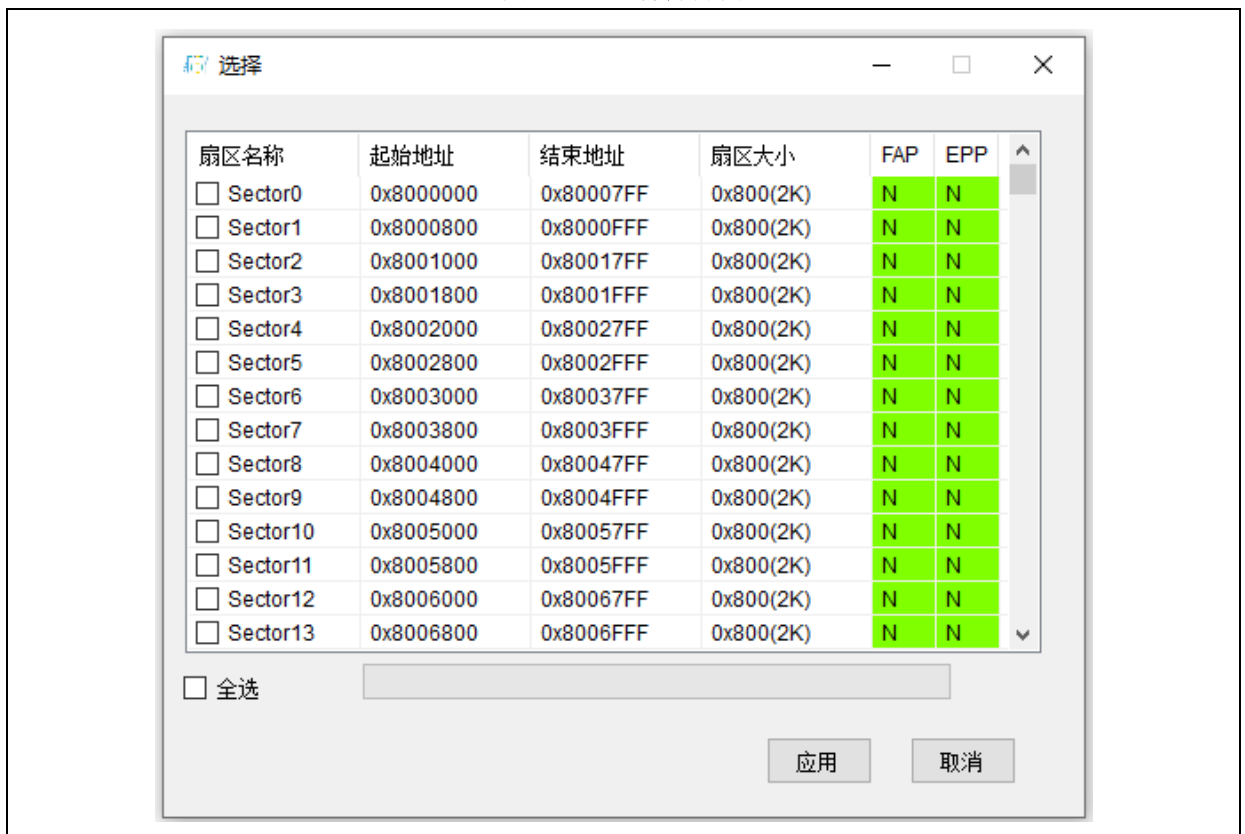 选择
扇区名称 起始地址 结束地址 扇区大小 FAP EPP
Sector0 0x8000000 0x80007FF 0x800(2K) N N
Sector1 0x8000800 0x8000FFF 0x800(2K) N N
Sector2 0x8001000 0x80017FF 0x800(2K) N N
Sector3 0x8001800 0x8001FFF 0x800(2K) N N
Sector4 0x8002000 0x80027FF 0x800(2K) N N
Sector5 0x8002800 0x8002FFF 0x800(2K) N N
Sector6 0x8003000 0x80037FF 0x800(2K) N N
Sector7 0x8003800 0x8003FFF 0x800(2K) N N
Sector8 0x8004000 0x80047FF 0x800(2K) N N
Sector9 0x8004800 0x8004FFF 0x800(2K) N N
Sector10 0x8005000 0x80057FF 0x800(2K) N N
Sector11 0x8005800 0x8005FFF 0x800(2K) N N
Sector12 0x8006000 0x80067FF 0x800(2K) N N
Sector13 0x8006800 0x8006FFF 0x800(2K) N N
全选
应用 取消